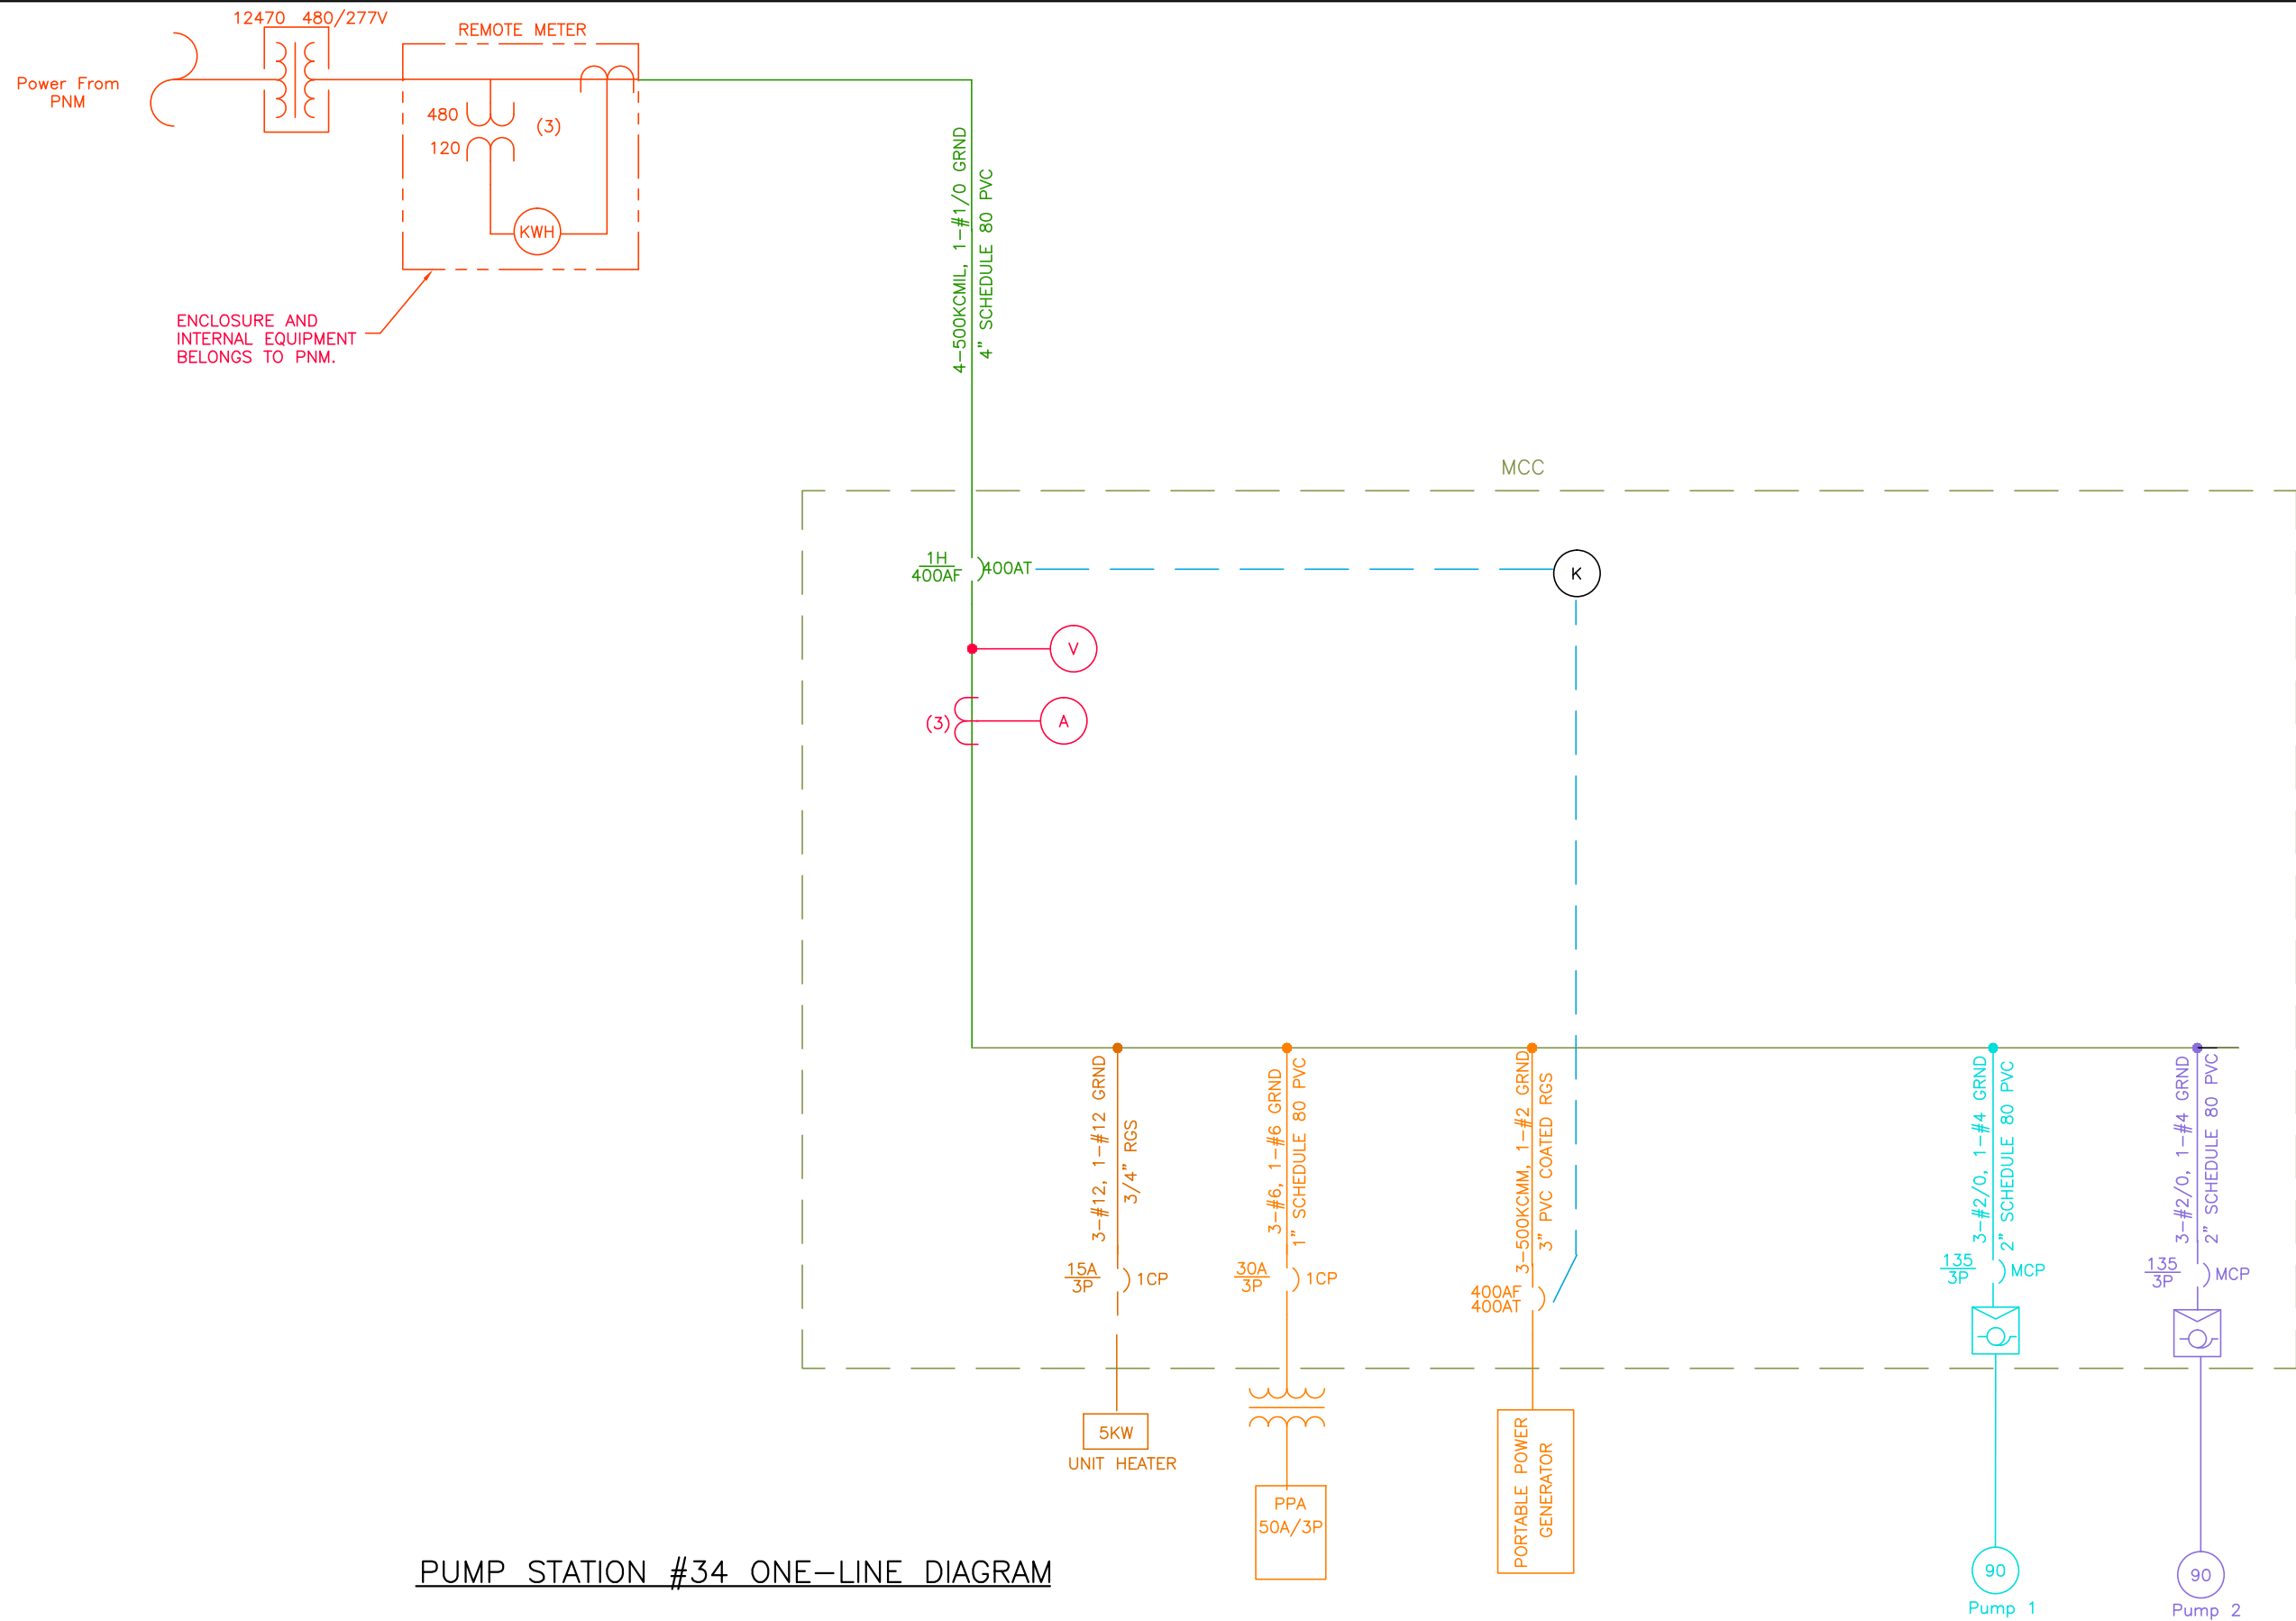 12470 480/277V
REMOTE METER
Power From
PNM
480
(3)
120
KWH
ENCLOSURE AND
INTERNAL EQUIPMENT
BELONGS TO PNM.
4-500KCMIL, 1-#1/0 GRND
4" SCHEDULE 80 PVC
MCC
1H
400AF
400AT
K
V
(3)
A
3-#12, 1-#12 GRND
3/4" RGS
3-#6, 1-#6 GRND
1" SCHEDULE 80 PVC
3-500KCMM, 1-#2 GRND
3" PVC COATED RGS
3-#2/0, 1-#4 GRND
2" SCHEDULE 80 PVC
3-#2/0, 1-#4 GRND
2" SCHEDULE 80 PVC
15A
3P
1CP
30A
3P
1CP
400AF
400AT
135
3P
MCP
135
3P
MCP
5KW
UNIT HEATER
PPA
50A/3P
PORTABLE POWER
GENERATOR
90
Pump 1
90
Pump 2
PUMP STATION #34 ONE-LINE DIAGRAM